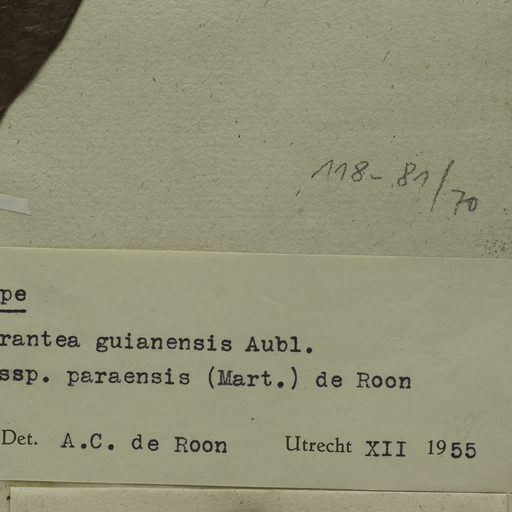 118-81/70
pe
rantea guianensis Aubl.
ssp. paraensis (Mart.) de Roon
Det. A.C. de Roon Utrecht XII 1955